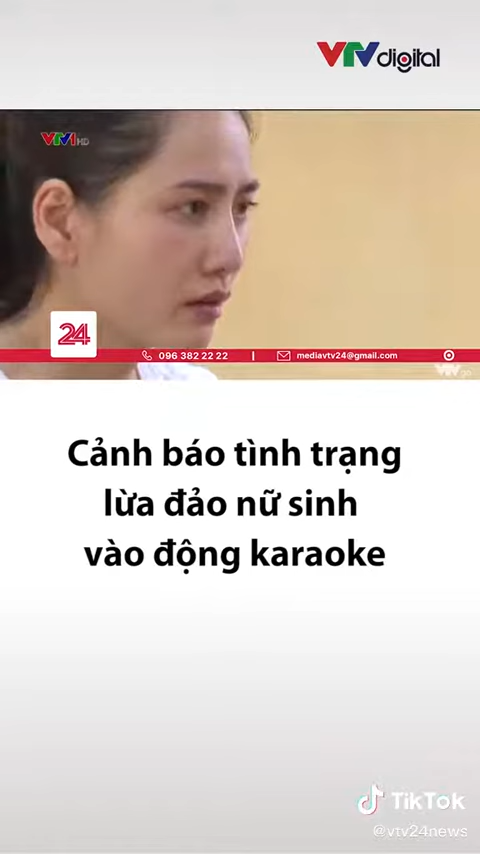 VTVdigital
VTV1 HD
24
096 382 22 22 | mediavtv24@gmail.com
VTVgo
Cảnh báo tình trạng
lừa đảo nữ sinh
vào động karaoke
TikTok
@vtv24news